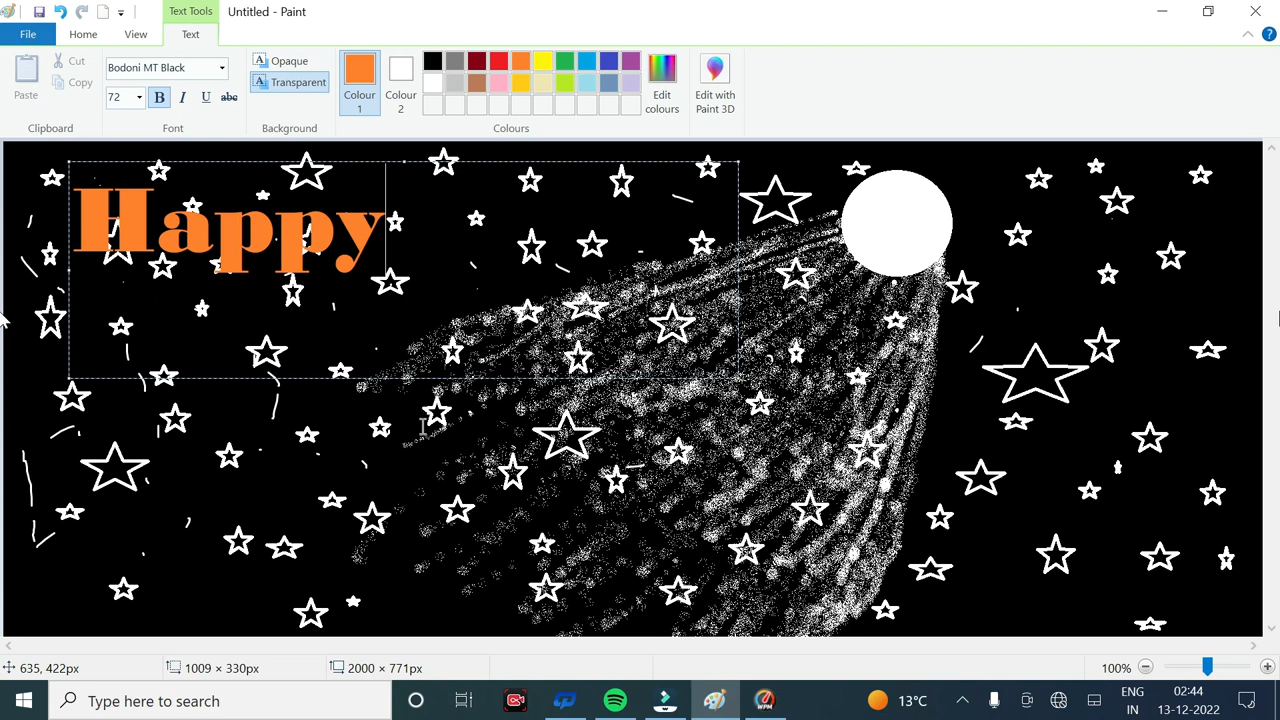 Text Tools
Untitled - Paint
File
Home
View
Text
Paste
Cut
Copy
Clipboard
Bodoni MT Black
72
B I U abc
Font
Opaque
Transparent
Background
Colour 1
Colour 2
Edit colours
Colours
Edit with Paint 3D
Happy
635, 422px
1009 × 330px
2000 × 771px
100%
Type here to search
WPM
13°C
ENG
IN
02:44
13-12-2022